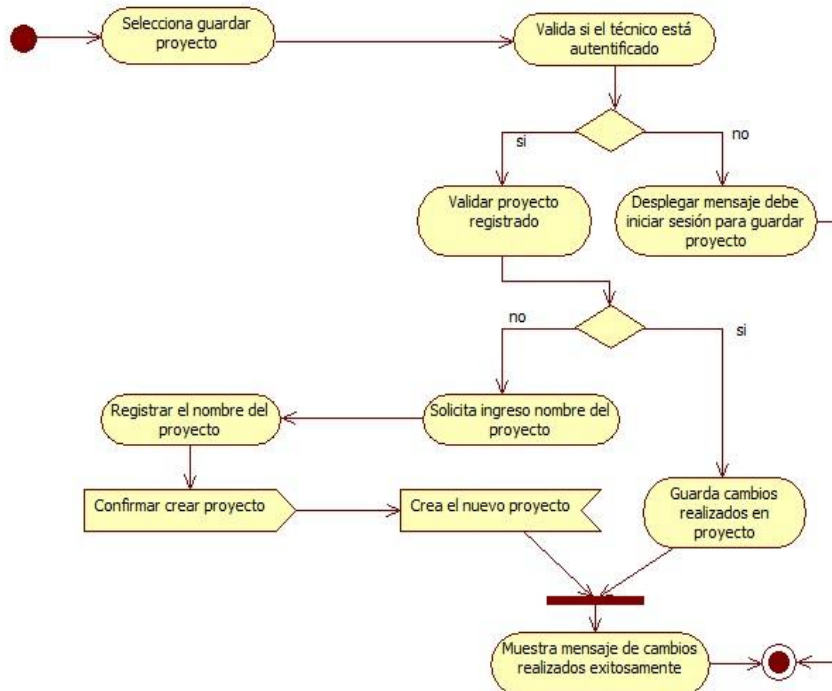 Selecciona guardar
proyecto
Valida si el técnico está
autentificado
si
no
Validar proyecto
registrado
Desplegar mensaje debe
iniciar sesión para guardar
proyecto
no
si
Registrar el nombre del
proyecto
Solicita ingreso nombre del
proyecto
Confirmar crear proyecto
Crea el nuevo proyecto
Guarda cambios
realizados en
proyecto
Muestra mensaje de cambios
realizados exitosamente